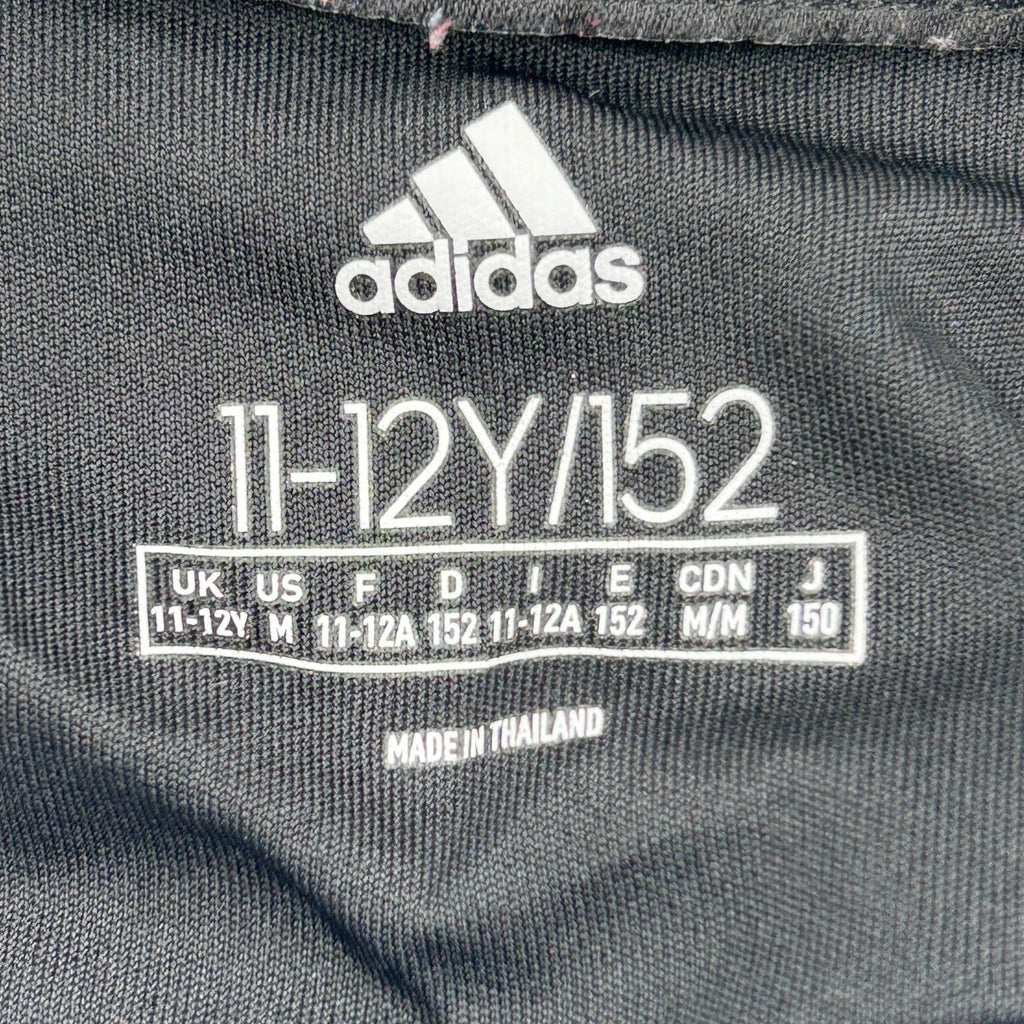 adidas
11-12Y/152
UK US F D I E CDN J
11-12Y M 11-12A 152 11-12A 152 M/M 150
MADE IN THAILAND